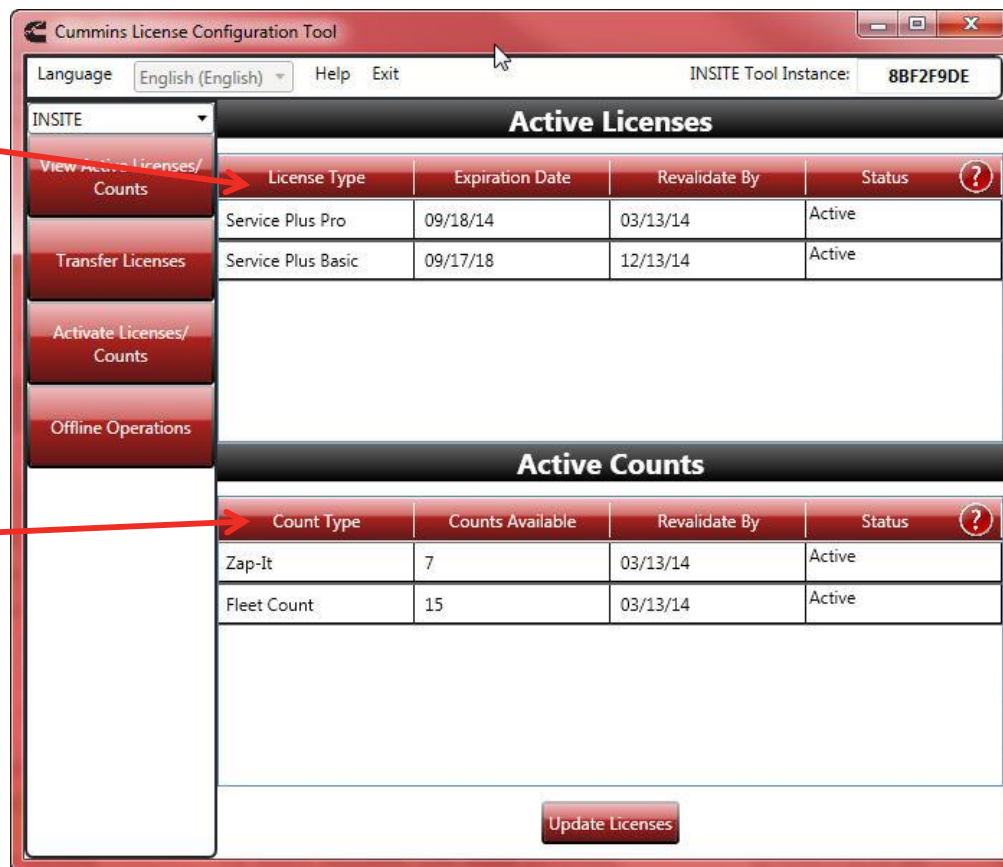 Cummins License Configuration Tool
Language English (English) Help Exit INSITE Tool Instance: 8BF2F9DE
INSITE
View Active Licenses/
Counts
Transfer Licenses
Activate Licenses/
Counts
Offline Operations
Active Licenses
License Type Expiration Date Revalidate By Status ?
Service Plus Pro 09/18/14 03/13/14 Active
Service Plus Basic 09/17/18 12/13/14 Active
Active Counts
Count Type Counts Available Revalidate By Status ?
Zap-It 7 03/13/14 Active
Fleet Count 15 03/13/14 Active
Update Licenses